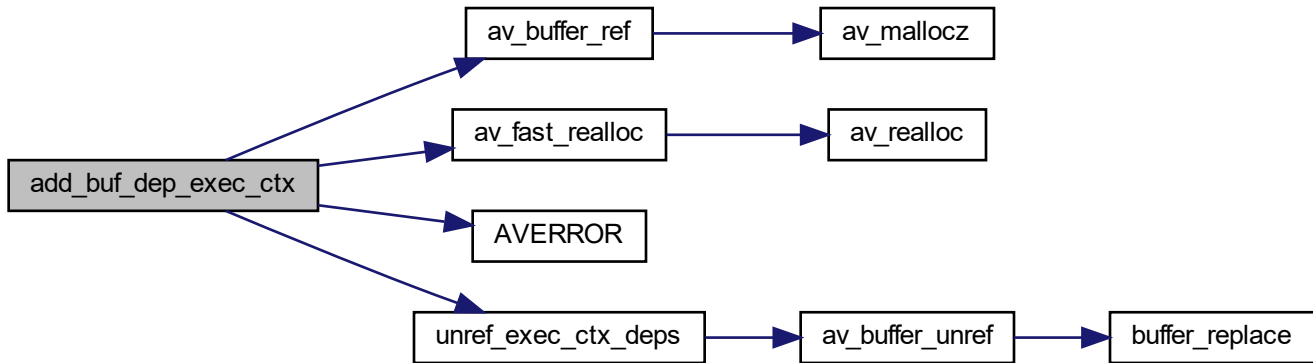 av_buffer_ref
av_mallocz
av_fast_realloc
av_realloc
add_buf_dep_exec_ctx
AVERROR
unref_exec_ctx_deps
av_buffer_unref
buffer_replace